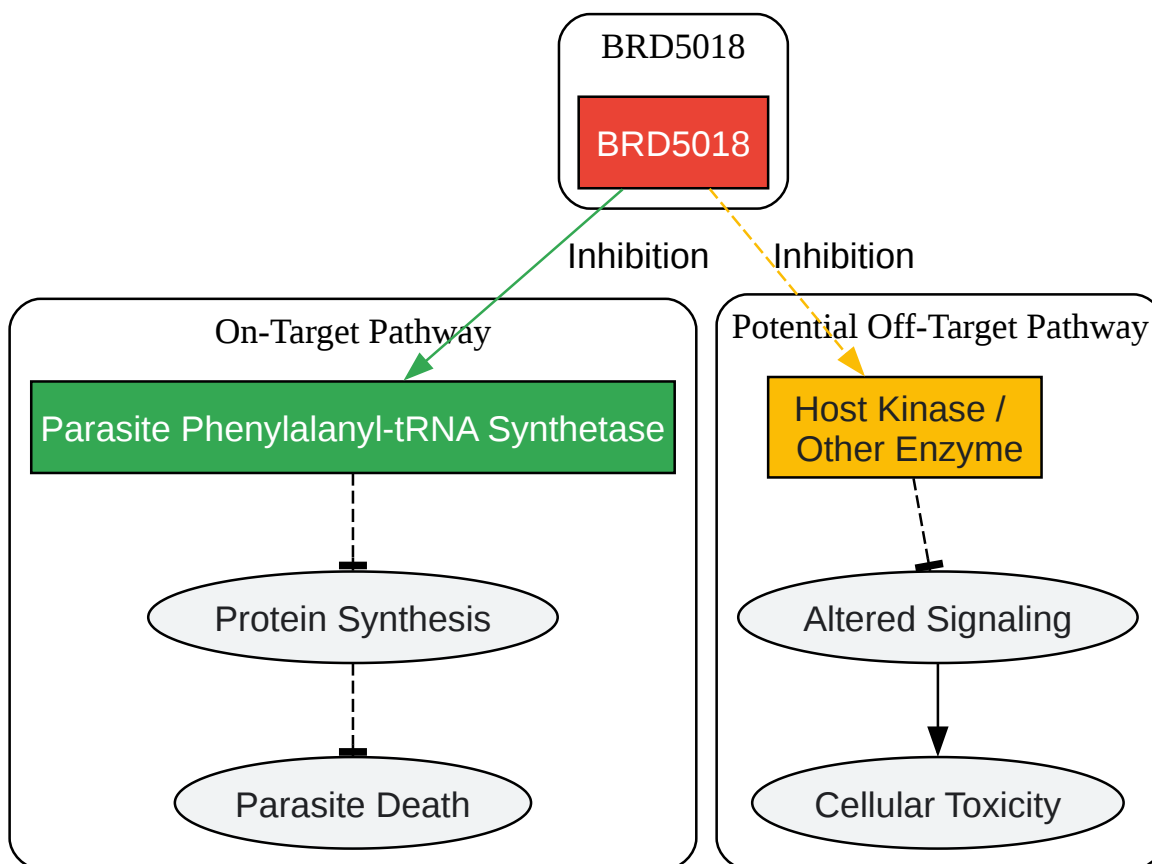 BRD5018
BRD5018
Inhibition
Inhibition
On-Target Pathway
Potential Off-Target Pathway
Parasite Phenylalanyl-tRNA Synthetase
Host Kinase /
Other Enzyme
Protein Synthesis
Altered Signaling
Parasite Death
Cellular Toxicity